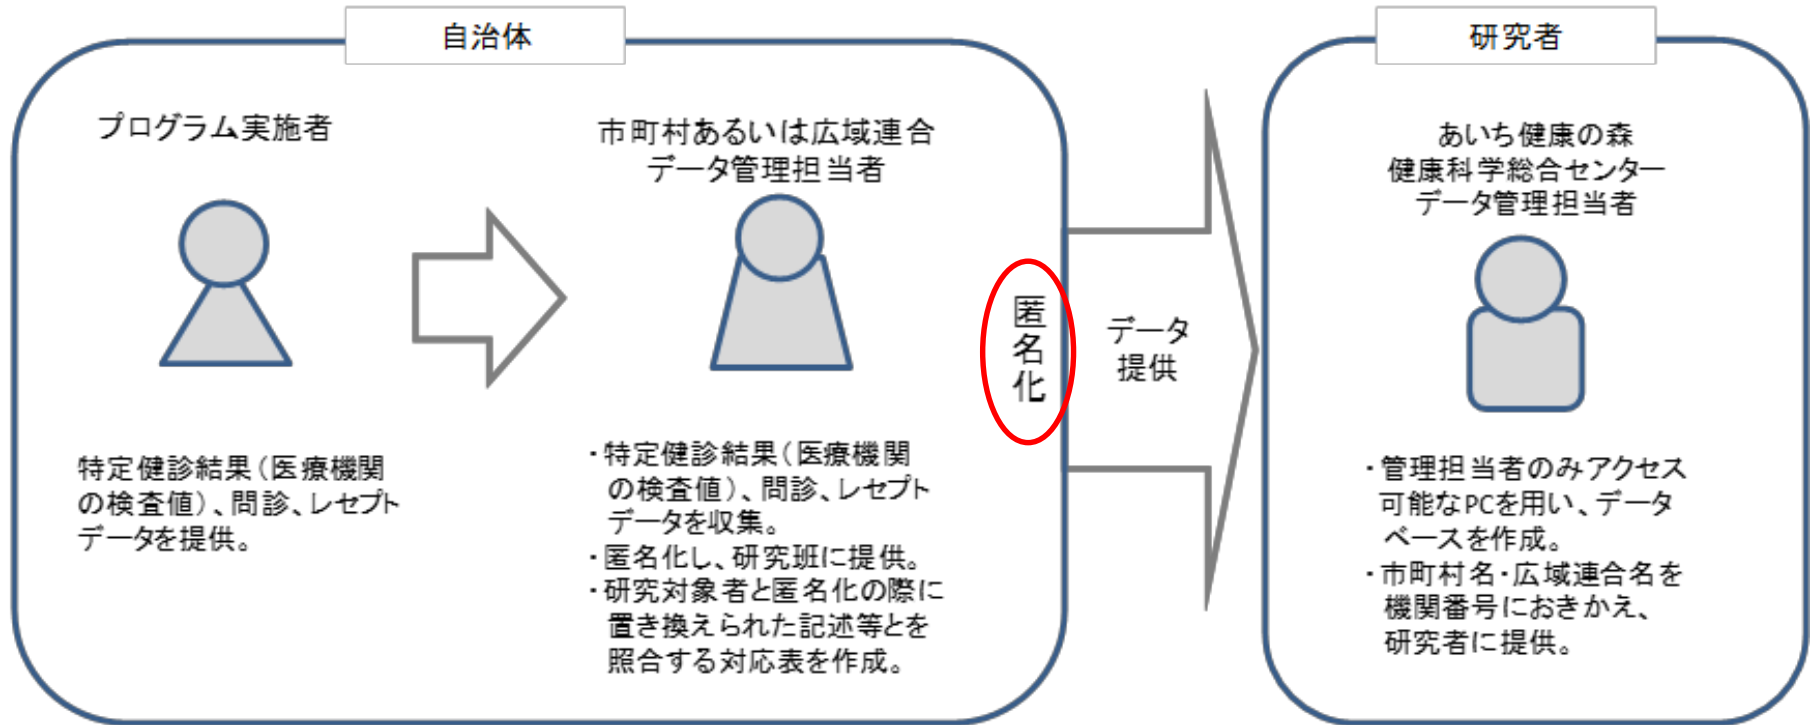 自治体
プログラム実施者
特定健診結果（医療機関
の検査値）、問診、レセプト
データを提供。
市町村あるいは広域連合
データ管理担当者
・特定健診結果（医療機関
の検査値）、問診、レセプト
データを収集。
・匿名化し、研究班に提供。
・研究対象者と匿名化の際に
置き換えられた記述等とを
照合する対応表を作成。
匿名化
データ
提供
研究者
あいち健康の森
健康科学総合センター
データ管理担当者
・管理担当者のみアクセス
可能なPCを用い、データ
ベースを作成。
・市町村名・広域連合名を
機関番号におきかえ、
研究者に提供。